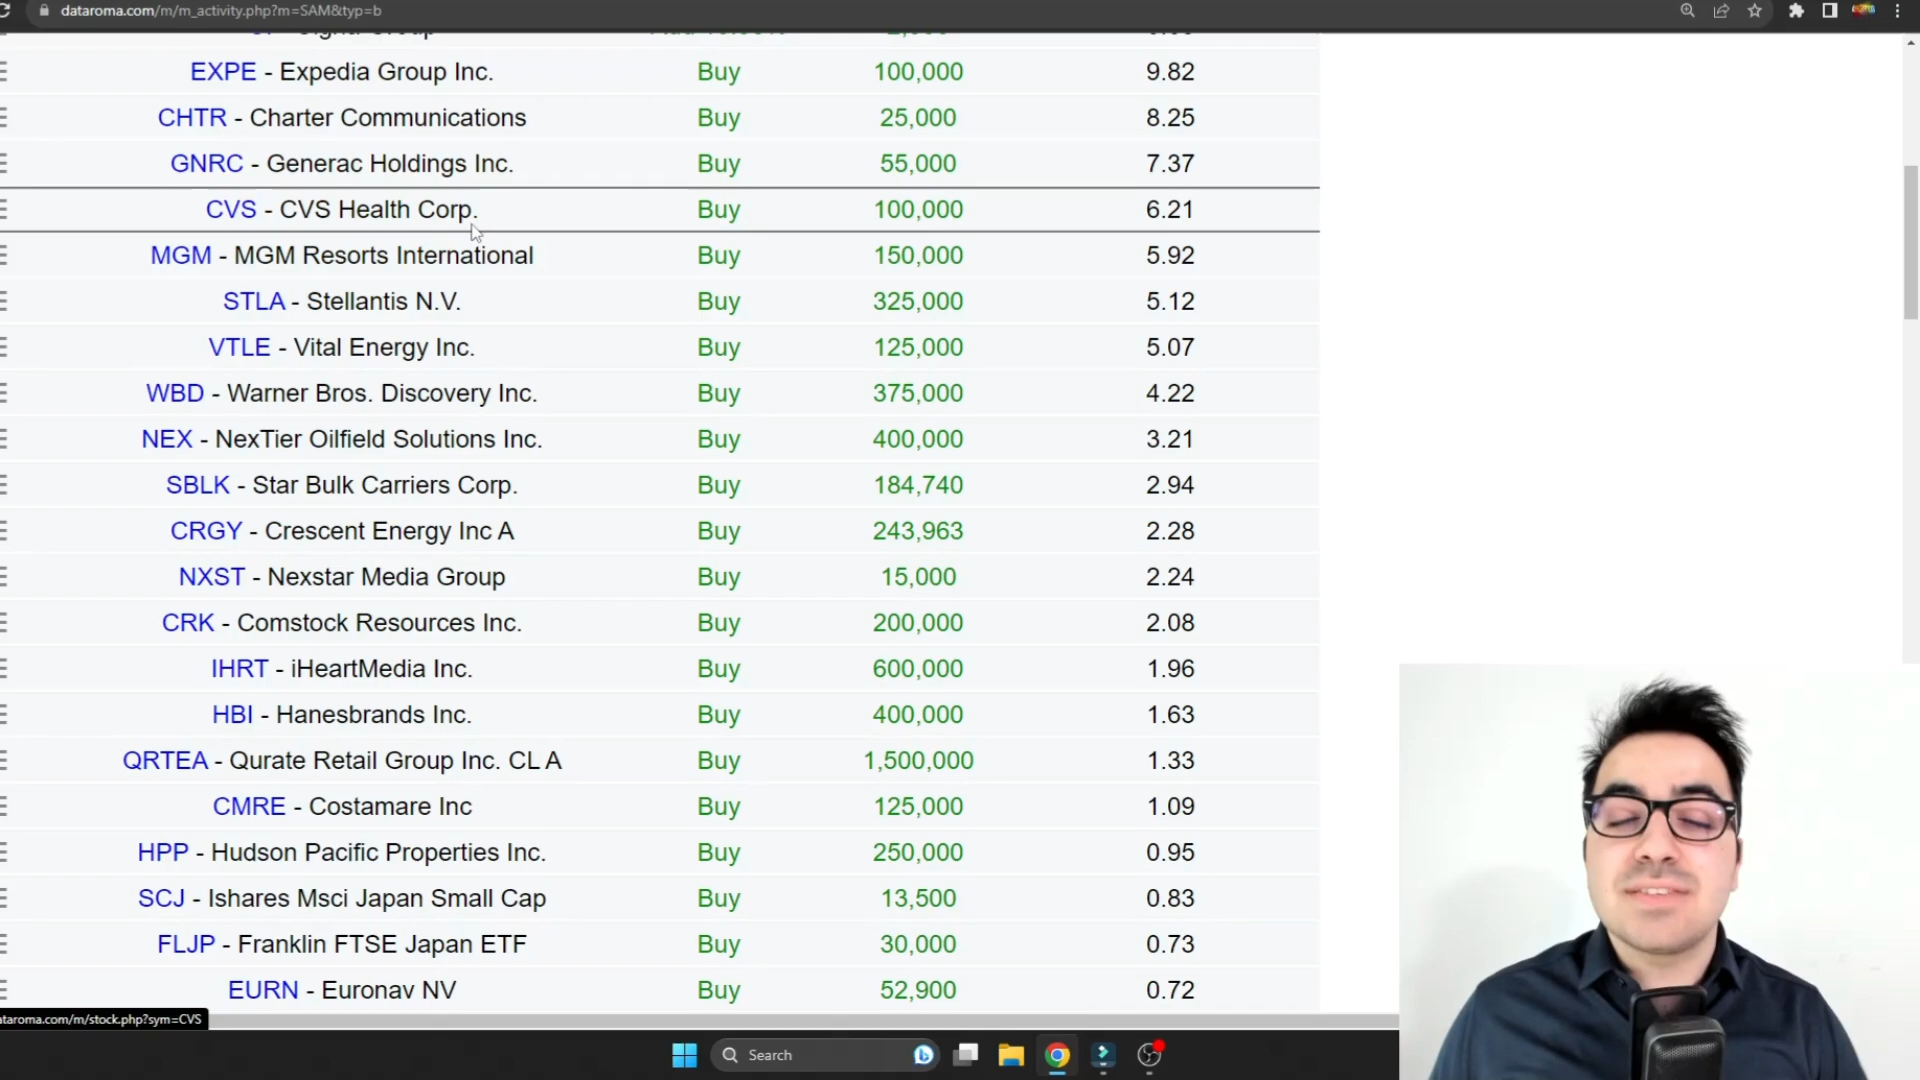 dataroma.com/m/m_activity.php?m=SAM&typ=b
EXPE - Expedia Group Inc. Buy 100,000 9.82
CHTR - Charter Communications Buy 25,000 8.25
GNRC - Generac Holdings Inc. Buy 55,000 7.37
CVS - CVS Health Corp. Buy 100,000 6.21
MGM - MGM Resorts International Buy 150,000 5.92
STLA - Stellantis N.V. Buy 325,000 5.12
VTLE - Vital Energy Inc. Buy 125,000 5.07
WBD - Warner Bros. Discovery Inc. Buy 375,000 4.22
NEX - NexTier Oilfield Solutions Inc. Buy 400,000 3.21
SBLK - Star Bulk Carriers Corp. Buy 184,740 2.94
CRGY - Crescent Energy Inc A Buy 243,963 2.28
NXST - Nexstar Media Group Buy 15,000 2.24
CRK - Comstock Resources Inc. Buy 200,000 2.08
IHRT - iHeartMedia Inc. Buy 600,000 1.96
HBI - Hanesbrands Inc. Buy 400,000 1.63
QRTEA - Qurate Retail Group Inc. CL A Buy 1,500,000 1.33
CMRE - Costamare Inc Buy 125,000 1.09
HPP - Hudson Pacific Properties Inc. Buy 250,000 0.95
SCJ - Ishares Msci Japan Small Cap Buy 13,500 0.83
FLJP - Franklin FTSE Japan ETF Buy 30,000 0.73
EURN - Euronav NV Buy 52,900 0.72
ataroma.com/m/stock.php?sym=CVS
Search